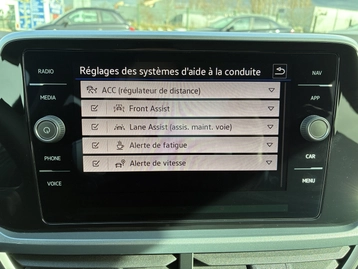 Réglages des systèmes d'aide à la conduite
RADIO
MEDIA
PHONE
VOICE
ACC (régulateur de distance)
Front Assist
Lane Assist (assis. maint. voie)
Alerte de fatigue
Alerte de vitesse
NAV
APP
CAR
MENU